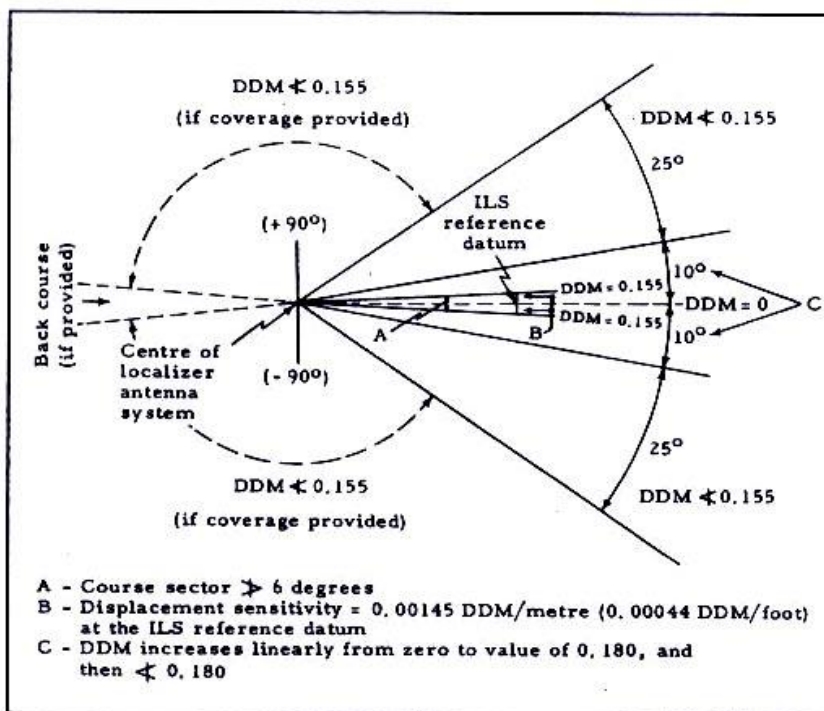 DDM ≮ 0.155
(if coverage provided)
DDM ≮ 0.155
25°
ILS
reference
datum
(+90°)
10°
DDM=0.155
Back course
(if provided)
DDM=0
C
A
B
DDM=0.155
10°
Centre of
localizer
antenna
system
(-90°)
25°
DDM ≮ 0.155
(if coverage provided)
DDM ≮ 0.155
A - Course sector ≯ 6 degrees
B - Displacement sensitivity = 0.00145 DDM/metre (0.00044 DDM/foot)
at the ILS reference datum
C - DDM increases linearly from zero to value of 0.180, and
then ≮ 0.180